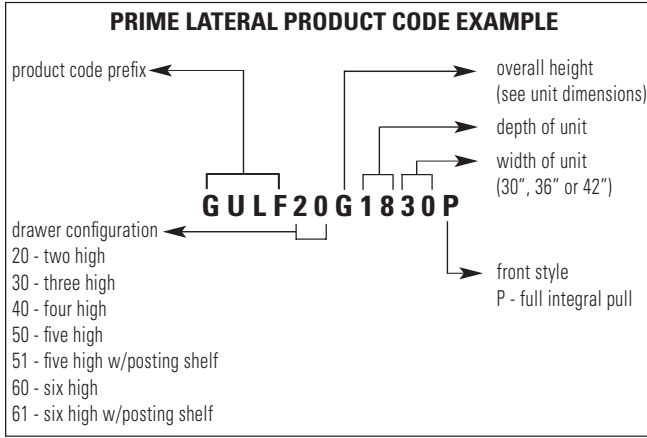 PRIME LATERAL PRODUCT CODE EXAMPLE
product code prefix
overall height
(see unit dimensions)
depth of unit
width of unit
(30", 36" or 42")
GULF20G1830P
drawer configuration
20 - two high
30 - three high
40 - four high
50 - five high
51 - five high w/posting shelf
60 - six high
61 - six high w/posting shelf
front style
P - full integral pull